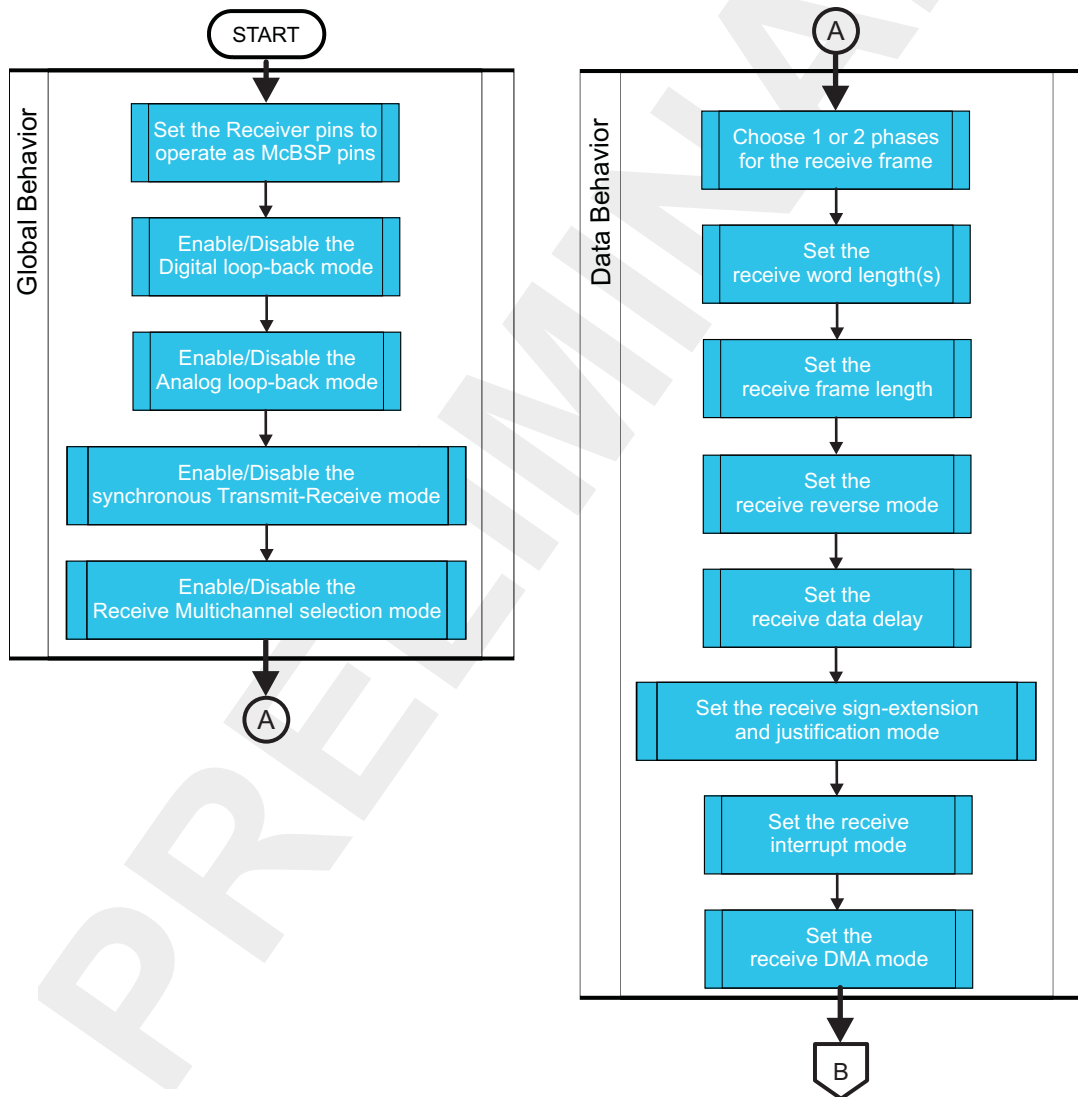 START
Global Behavior
Set the Receiver pins to
operate as McBSP pins
Enable/Disable the
Digital loop-back mode
Enable/Disable the
Analog loop-back mode
Enable/Disable the
synchronous Transmit-Receive mode
Enable/Disable the
Receive Multichannel selection mode
A
A
Data Behavior
Choose 1 or 2 phases
for the receive frame
Set the
receive word length(s)
Set the
receive frame length
Set the
receive reverse mode
Set the
receive data delay
Set the receive sign-extension
and justification mode
Set the receive
interrupt mode
Set the
receive DMA mode
B
PRELIMINA